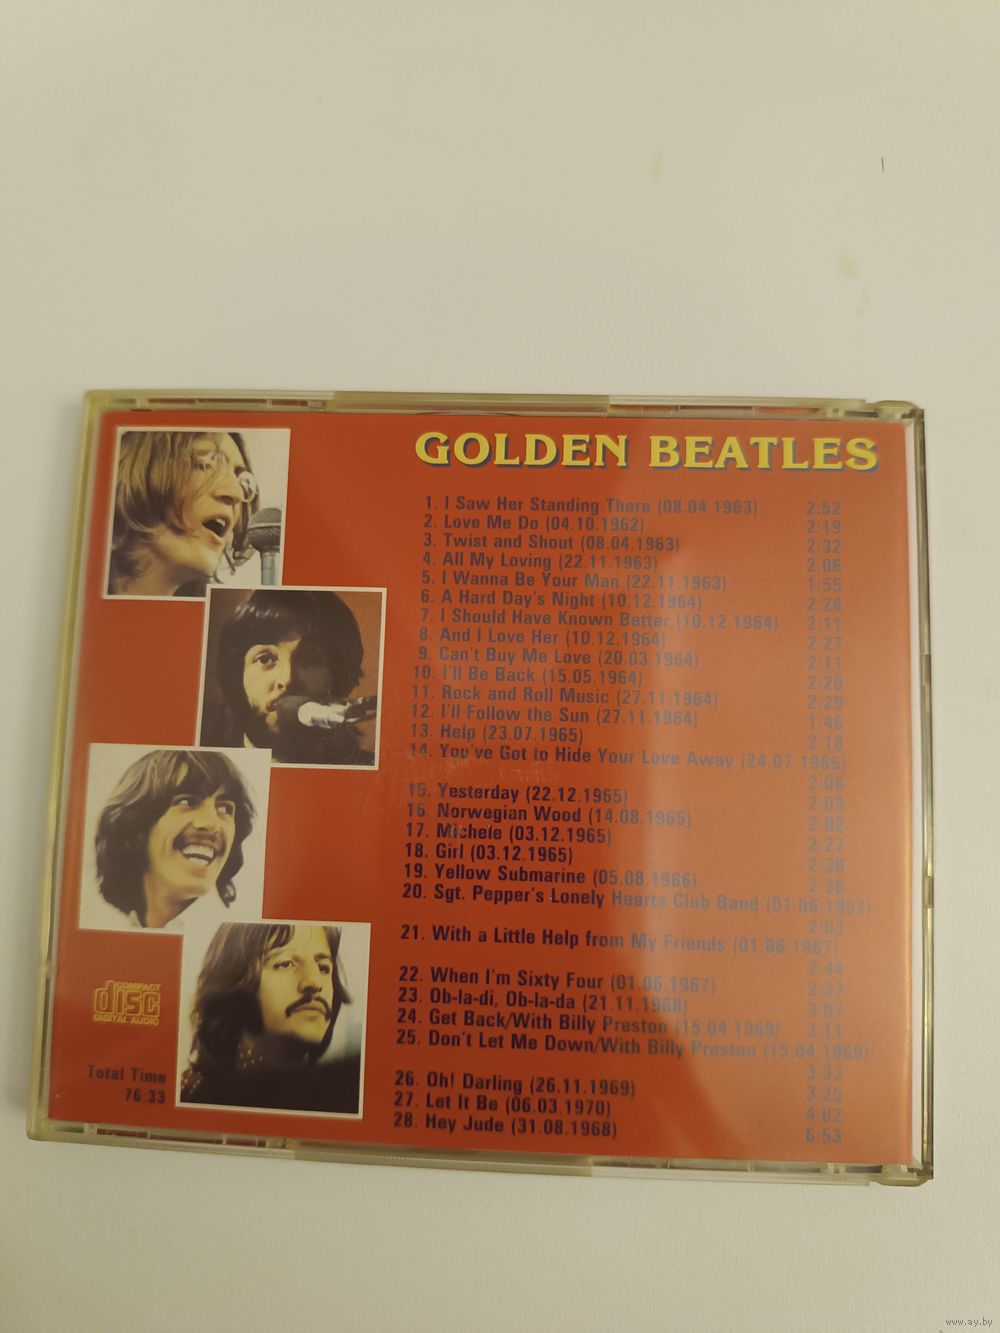 GOLDEN BEATLES
1. I Saw Her Standing There (08.04.1963) 2:52
2. Love Me Do (04.10.1962) 2:19
3. Twist and Shout (08.04.1963) 2:32
4. All My Loving (22.11.1963) 2:06
5. I Wanna Be Your Man (22.11.1963) 1:55
6. A Hard Day's Night (10.12.1964) 2:28
7. I Should Have Known Better (10.12.1964) 2:11
8. And I Love Her (10.12.1964) 2:27
9. Can't Buy Me Love (20.03.1964) 2:11
10. I'll Be Back (15.05.1964) 2:20
11. Rock and Roll Music (27.11.1964) 2:29
12. I'll Follow the Sun (27.11.1964) 1:46
13. Help (23.07.1965) 2:18
14. You've Got to Hide Your Love Away (24.07.1965)
2:06
15. Yesterday (22.12.1965) 2:03
16. Norwegian Wood (14.08.1965) 2:02
17. Michele (03.12.1965) 2:27
18. Girl (03.12.1965) 2:30
19. Yellow Submarine (05.08.1966) 2:36
20. Sgt. Pepper's Lonely Hearts Club Band (01.06.1967)
2:03
21. With a Little Help from My Friends (01.06.1967)
2:44
22. When I'm Sixty Four (01.06.1967) 2:37
23. Ob-la-di, Ob-la-da (21.11.1968) 3:07
24. Get Back/With Billy Preston (15.04.1969) 3:11
25. Don't Let Me Down/With Billy Preston (15.04.1969)
3:33
26. Oh! Darling (26.11.1969) 3:25
27. Let It Be (06.03.1970) 4:02
28. Hey Jude (31.08.1968) 6:53
COMPACT
disc
DIGITAL AUDIO
Total Time
76:33
www.ay.by